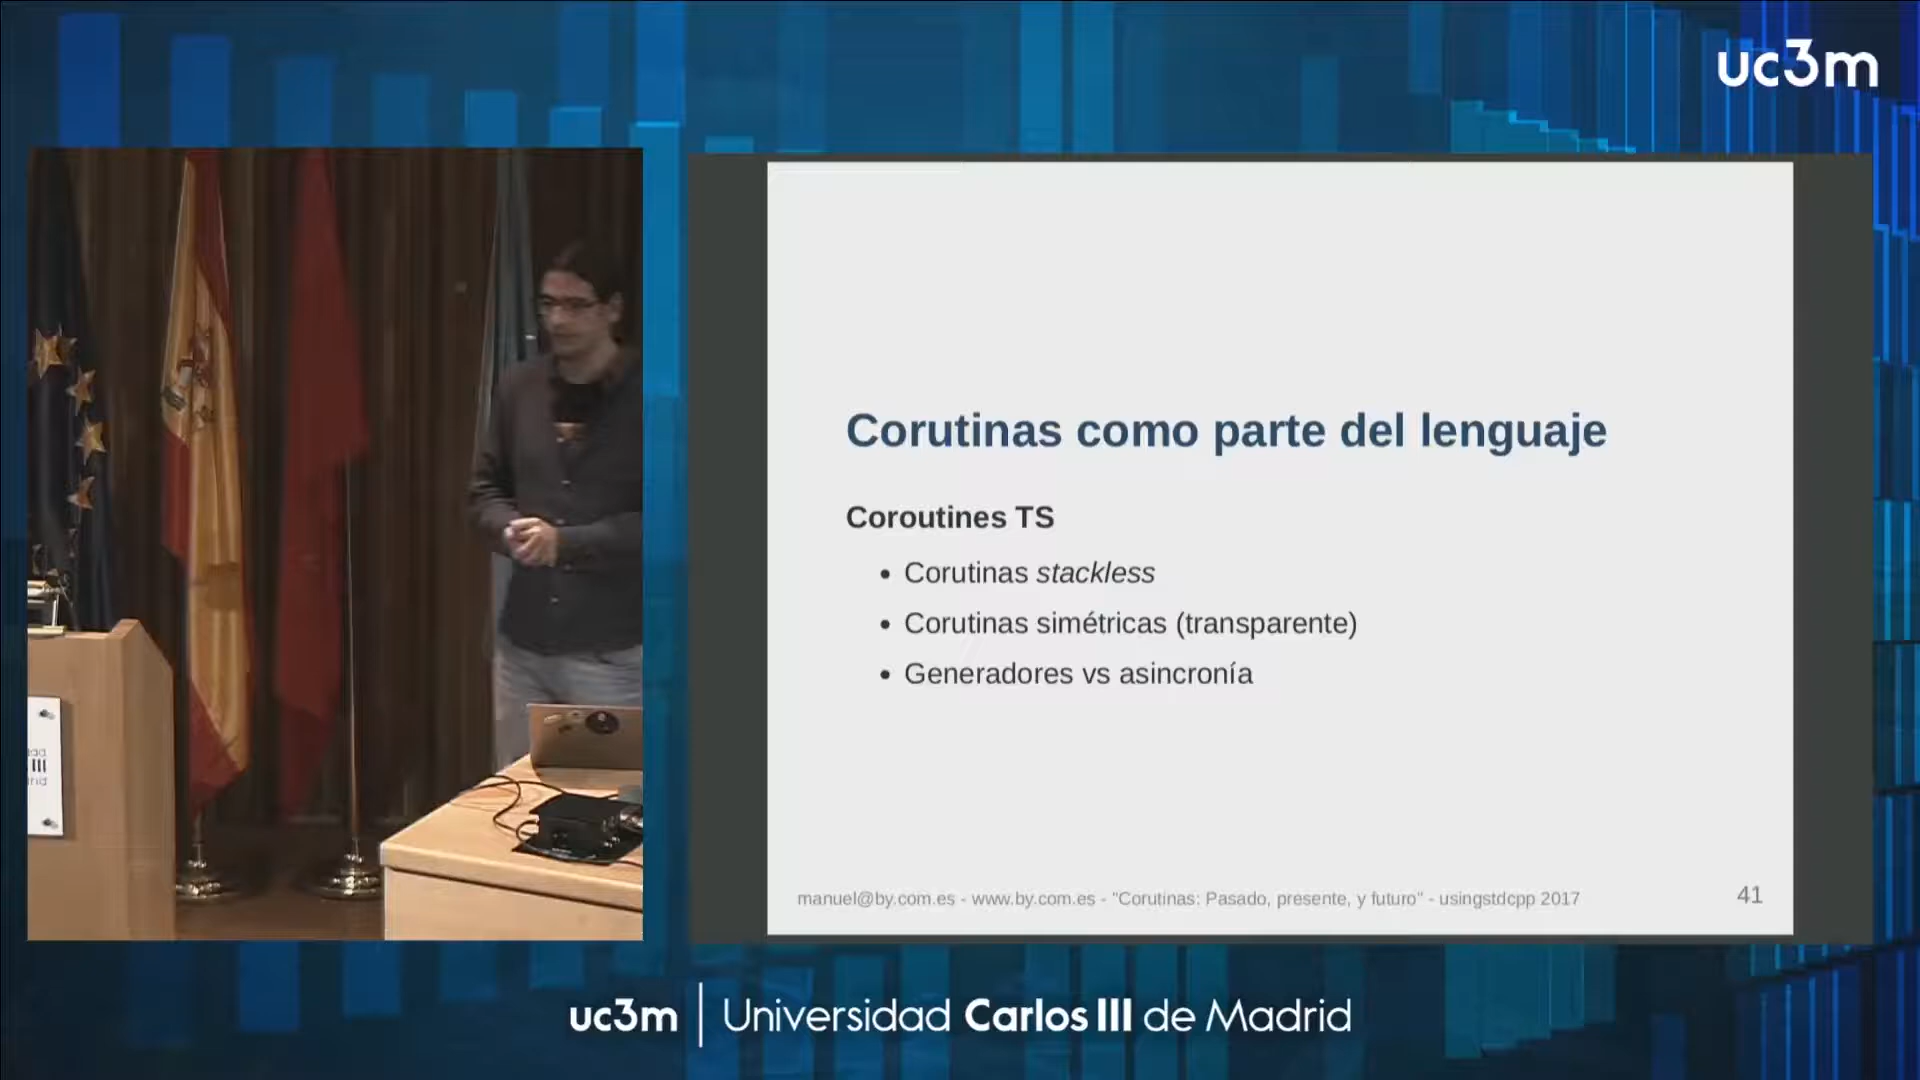 uc3m
Corutinas como parte del lenguaje
Coroutines TS
• Corutinas stackless
• Corutinas simétricas (transparente)
• Generadores vs asincronía
manuel@by.com.es - www.by.com.es - "Corutinas: Pasado, presente, y futuro" - usingstdcpp 2017
41
III
uc3m | Universidad Carlos III de Madrid